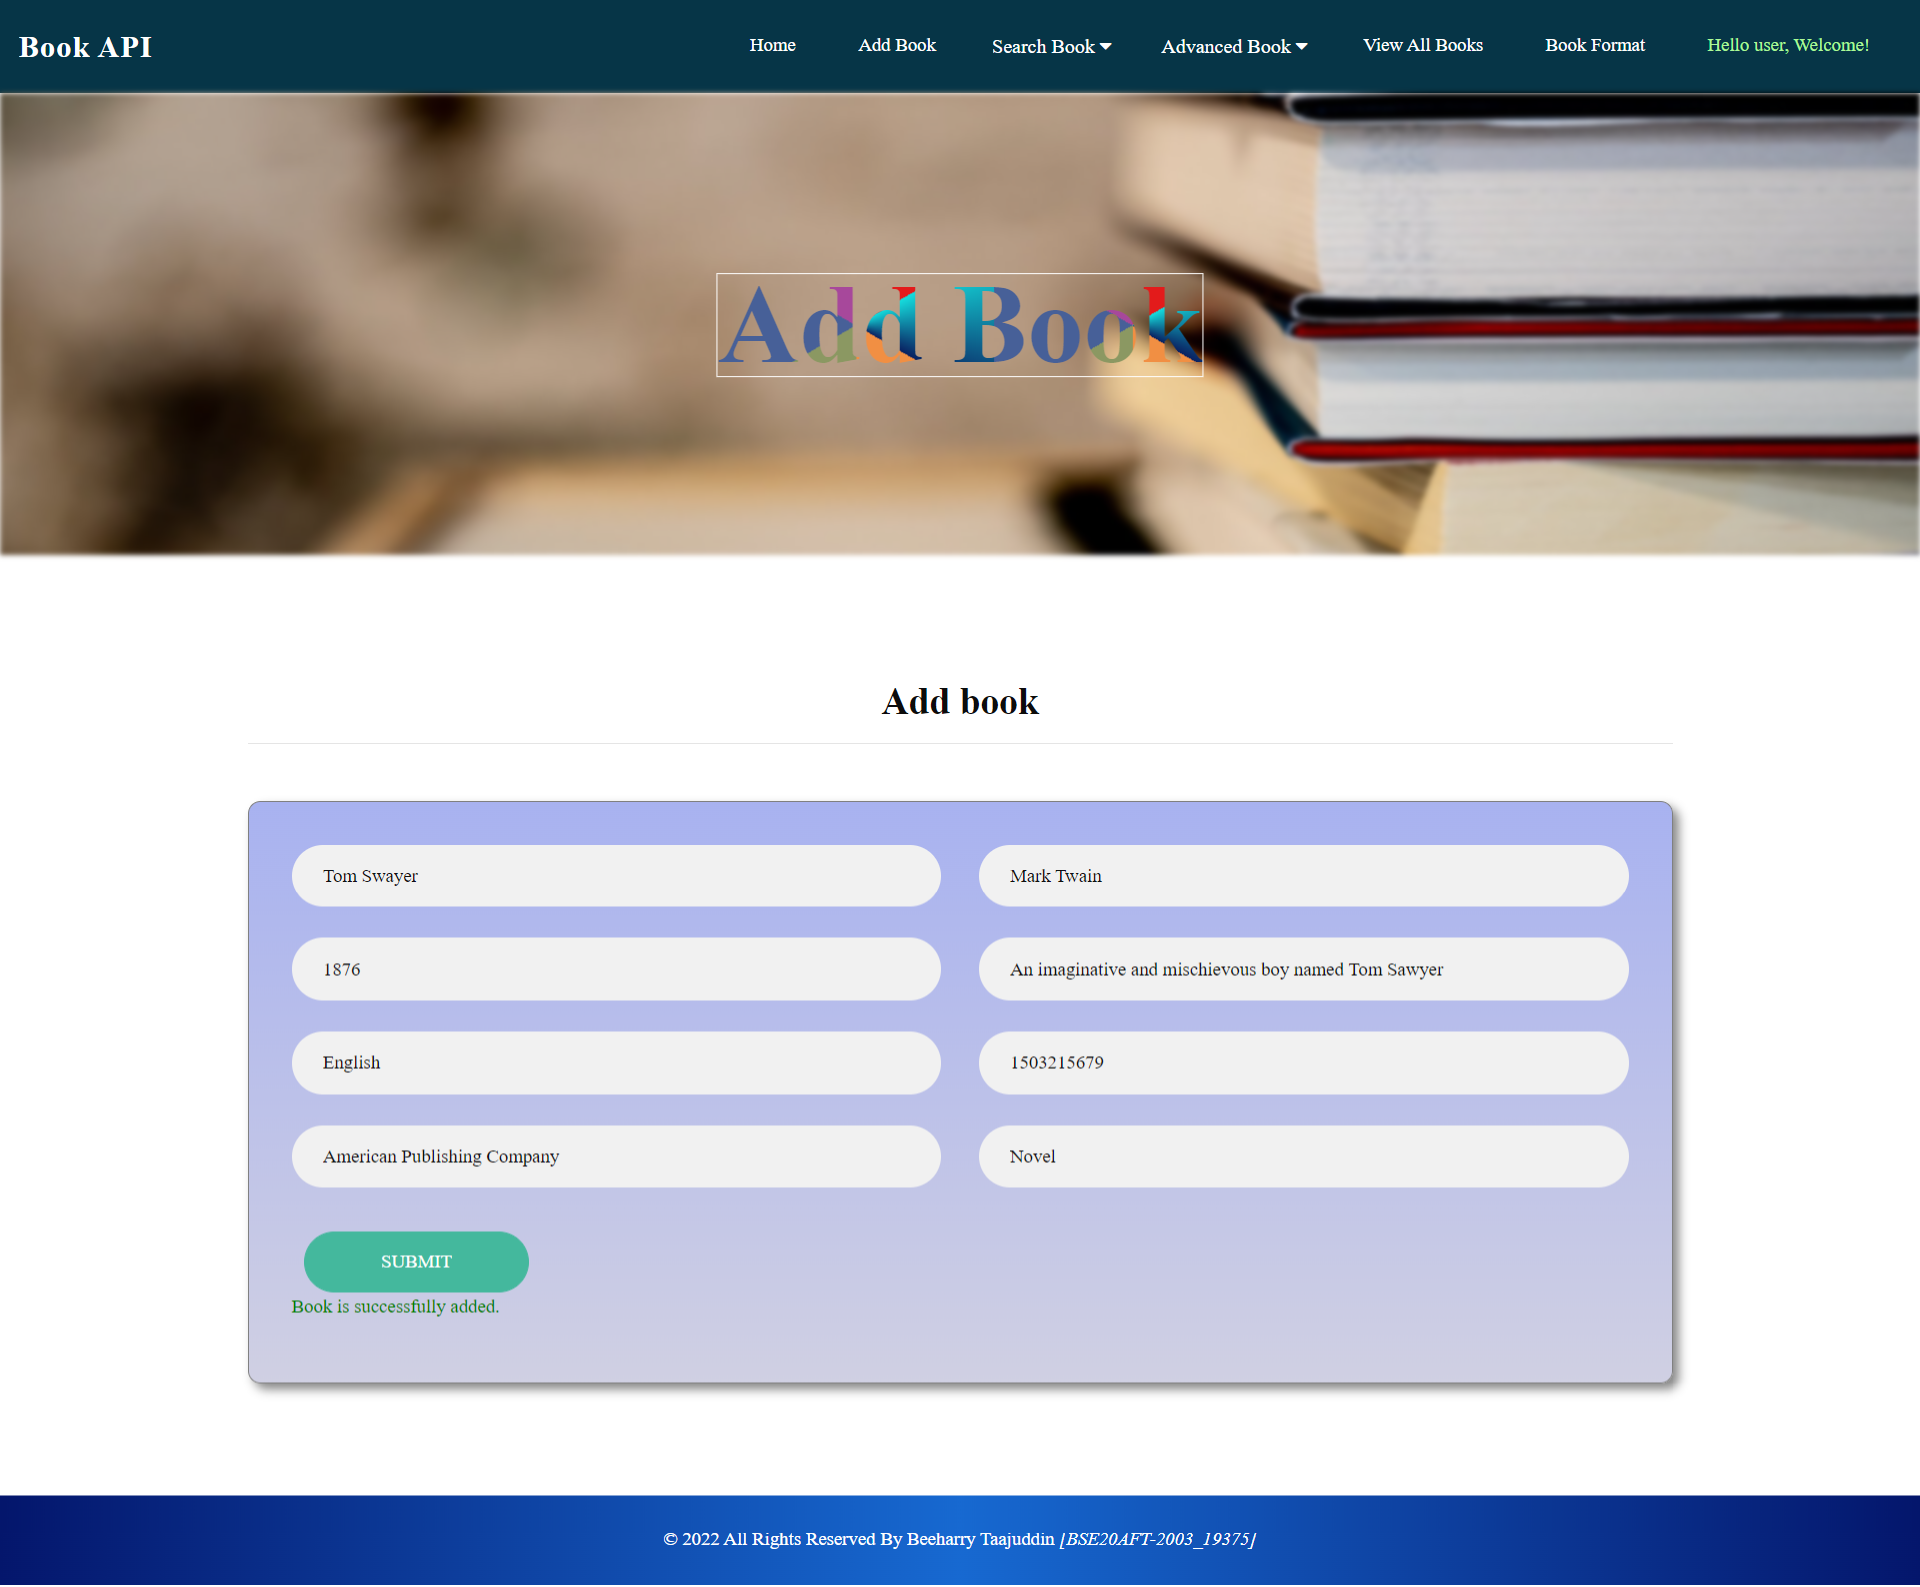 Book API
Home Add Book Search Book Advanced Book View All Books Book Format Hello user, Welcome!
Add Book
Add book
Tom Swayer Mark Twain
1876 An imaginative and mischievous boy named Tom Sawyer
English 1503215679
American Publishing Company Novel
SUBMIT
Book is successfully added.
© 2022 All Rights Reserved By Beeharry Taajuddin [BSE20AFT-2003_19375]